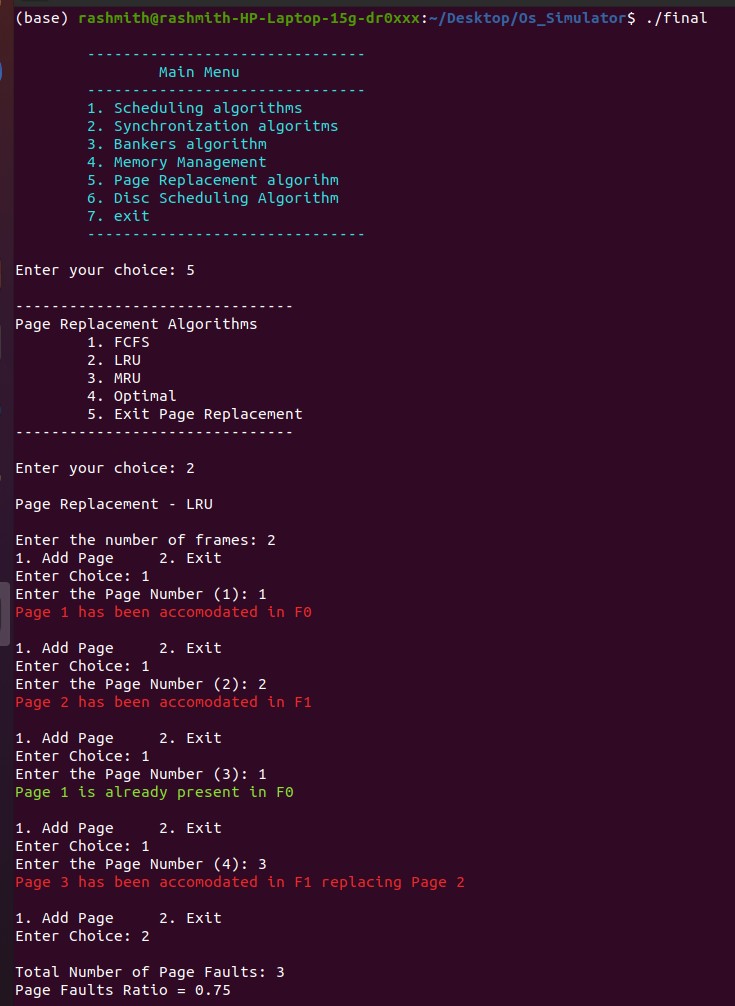 (base) rashmith@rashmith-HP-Laptop-15g-dr0xxx:~/Desktop/Os_Simulator$ ./final
-------------------------------
Main Menu
-------------------------------
1. Scheduling algorithms
2. Synchronization algoritms
3. Bankers algorithm
4. Memory Management
5. Page Replacement algorihm
6. Disc Scheduling Algorithm
7. exit
-------------------------------
Enter your choice: 5
-------------------------------
Page Replacement Algorithms
1. FCFS
2. LRU
3. MRU
4. Optimal
5. Exit Page Replacement
-------------------------------
Enter your choice: 2
Page Replacement - LRU
Enter the number of frames: 2
1. Add Page     2. Exit
Enter Choice: 1
Enter the Page Number (1): 1
Page 1 has been accomodated in F0
1. Add Page     2. Exit
Enter Choice: 1
Enter the Page Number (2): 2
Page 2 has been accomodated in F1
1. Add Page     2. Exit
Enter Choice: 1
Enter the Page Number (3): 1
Page 1 is already present in F0
1. Add Page     2. Exit
Enter Choice: 1
Enter the Page Number (4): 3
Page 3 has been accomodated in F1 replacing Page 2
1. Add Page     2. Exit
Enter Choice: 2
Total Number of Page Faults: 3
Page Faults Ratio = 0.75